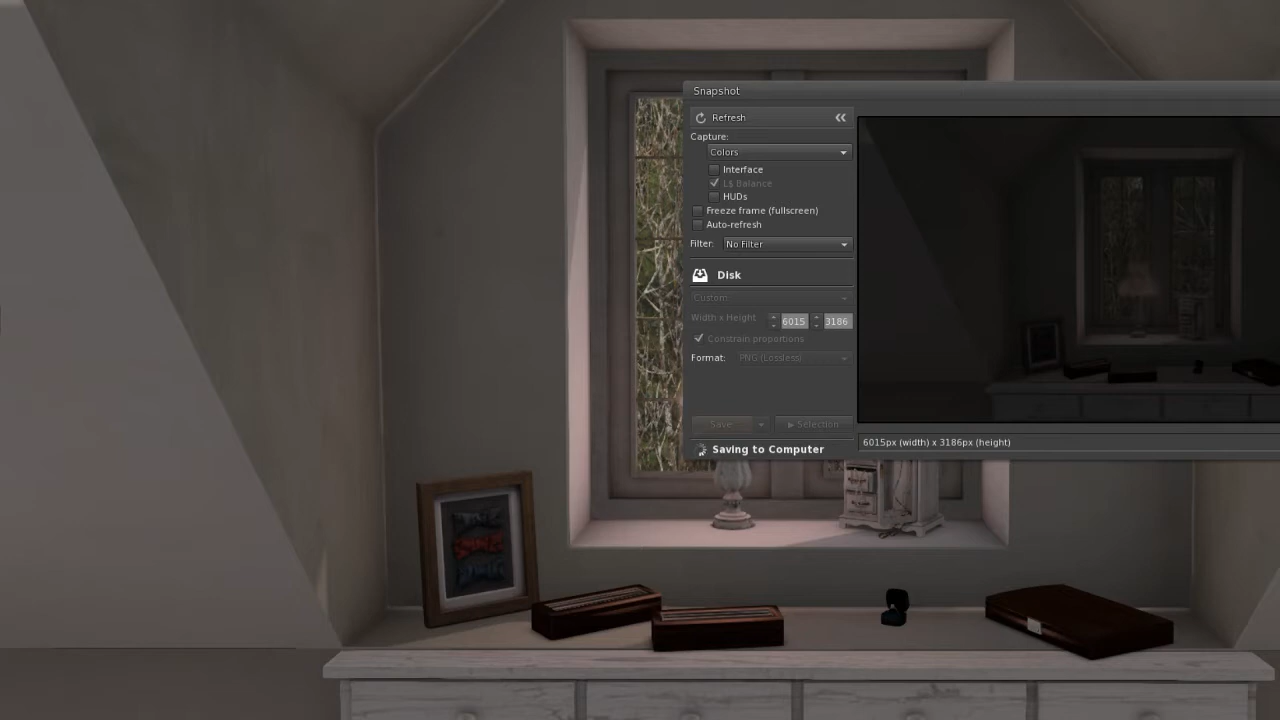 Snapshot
Refresh
Capture:
Colors
Interface
L$ Balance
HUDs
Freeze frame (fullscreen)
Auto-refresh
Filter: No Filter
Disk
Custom
Width x Height 6015 3186
Constrain proportions
Format: PNG (Lossless)
Save Selection
Saving to Computer
6015px (width) x 3186px (height)